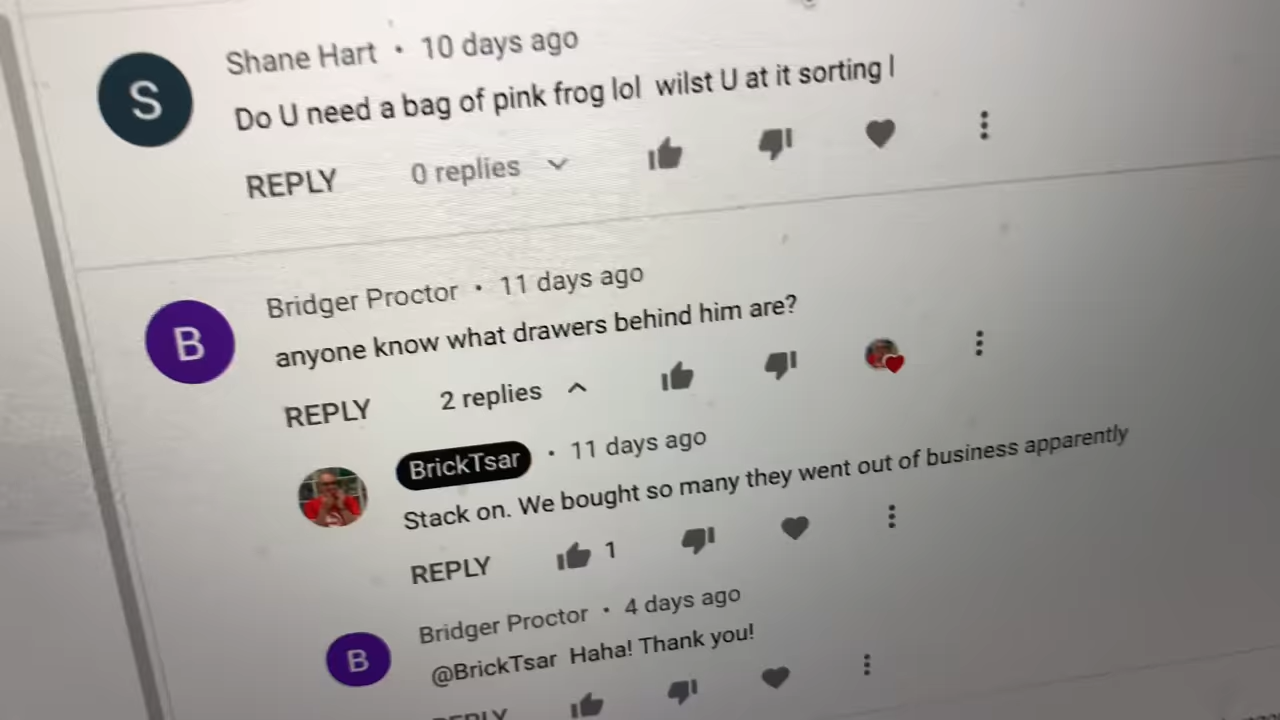 S
Shane Hart • 10 days ago
Do U need a bag of pink frog lol wilst U at it sorting l
REPLY 0 replies
B
Bridger Proctor • 11 days ago
anyone know what drawers behind him are?
REPLY 2 replies
BrickTsar • 11 days ago
Stack on. We bought so many they went out of business apparently
REPLY 1
B
Bridger Proctor • 4 days ago
@BrickTsar Haha! Thank you!
REPLY